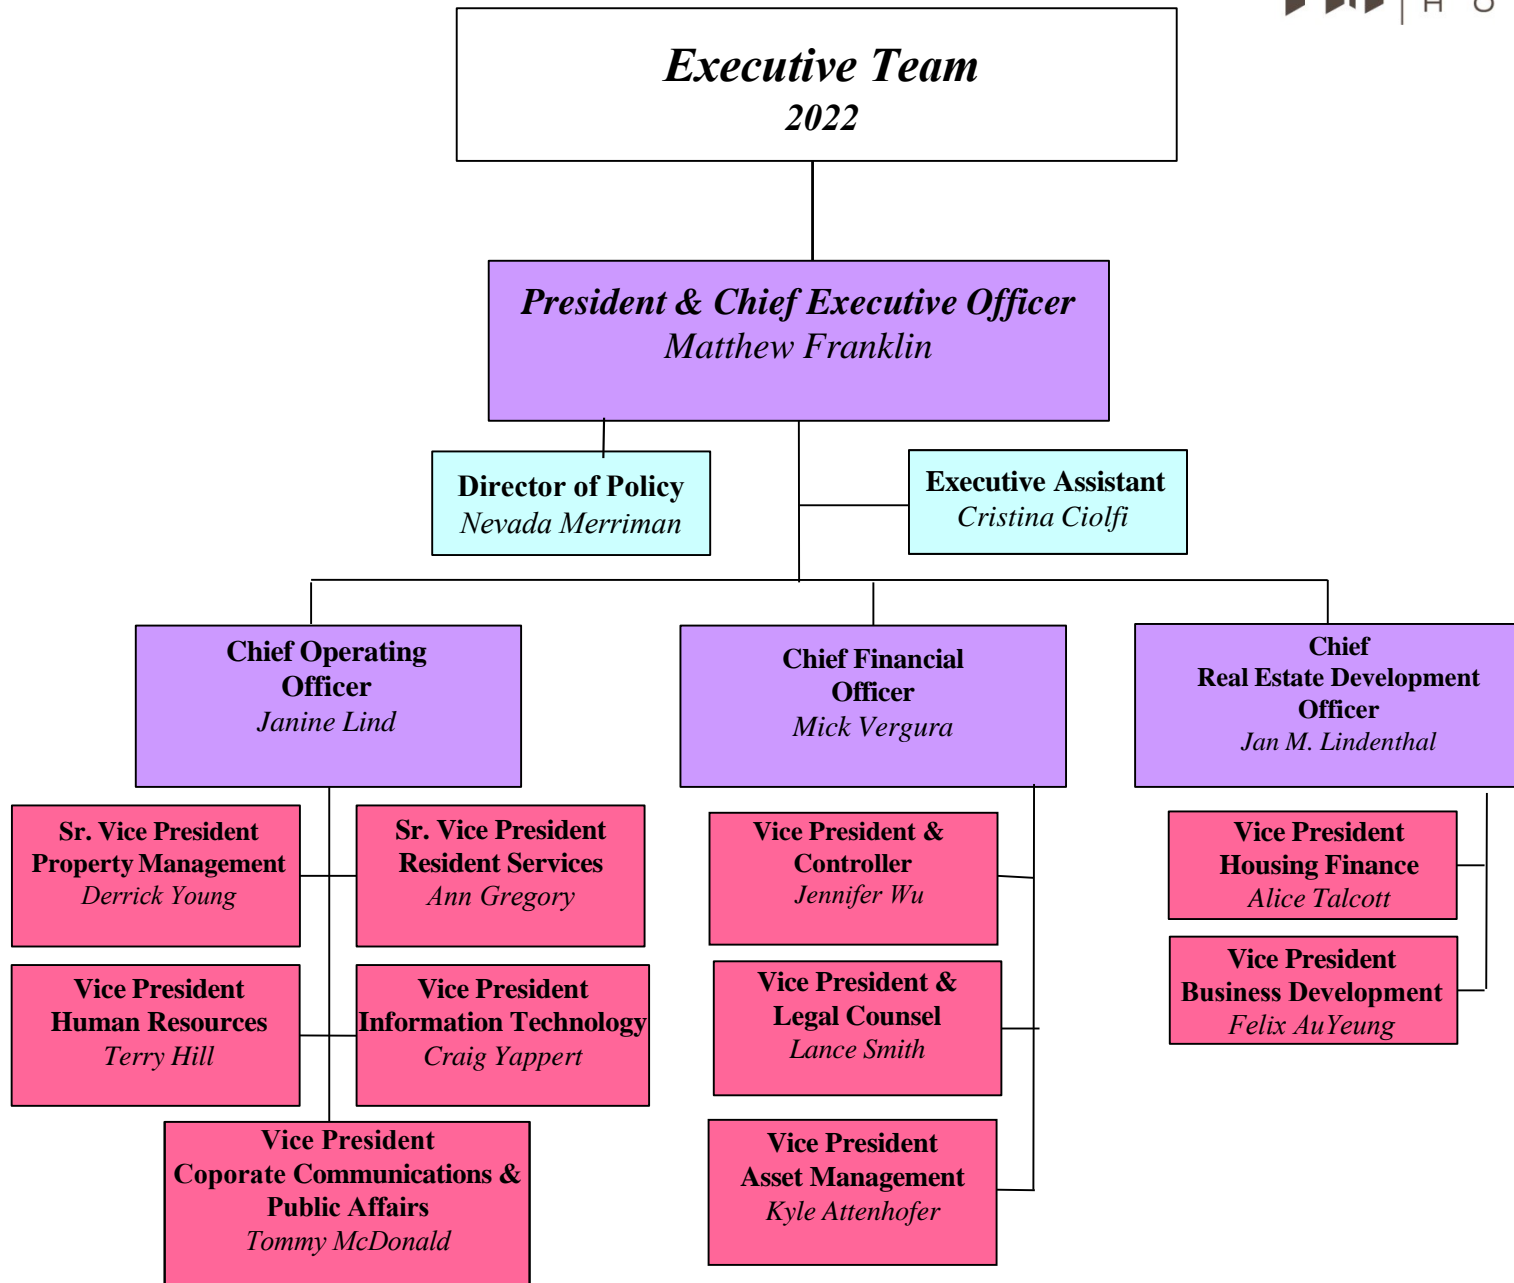 H O
Executive Team
2022
President & Chief Executive Officer
Matthew Franklin
Director of Policy
Nevada Merriman
Executive Assistant
Cristina Ciolfi
Chief Operating
Officer
Janine Lind
Chief Financial
Officer
Mick Vergura
Chief
Real Estate Development
Officer
Jan M. Lindenthal
Sr. Vice President
Property Management
Derrick Young
Sr. Vice President
Resident Services
Ann Gregory
Vice President &
Controller
Jennifer Wu
Vice President
Housing Finance
Alice Talcott
Vice President
Human Resources
Terry Hill
Vice President
Information Technology
Craig Yappert
Vice President &
Legal Counsel
Lance Smith
Vice President
Business Development
Felix AuYeung
Vice President
Coporate Communications &
Public Affairs
Tommy McDonald
Vice President
Asset Management
Kyle Attenhofer